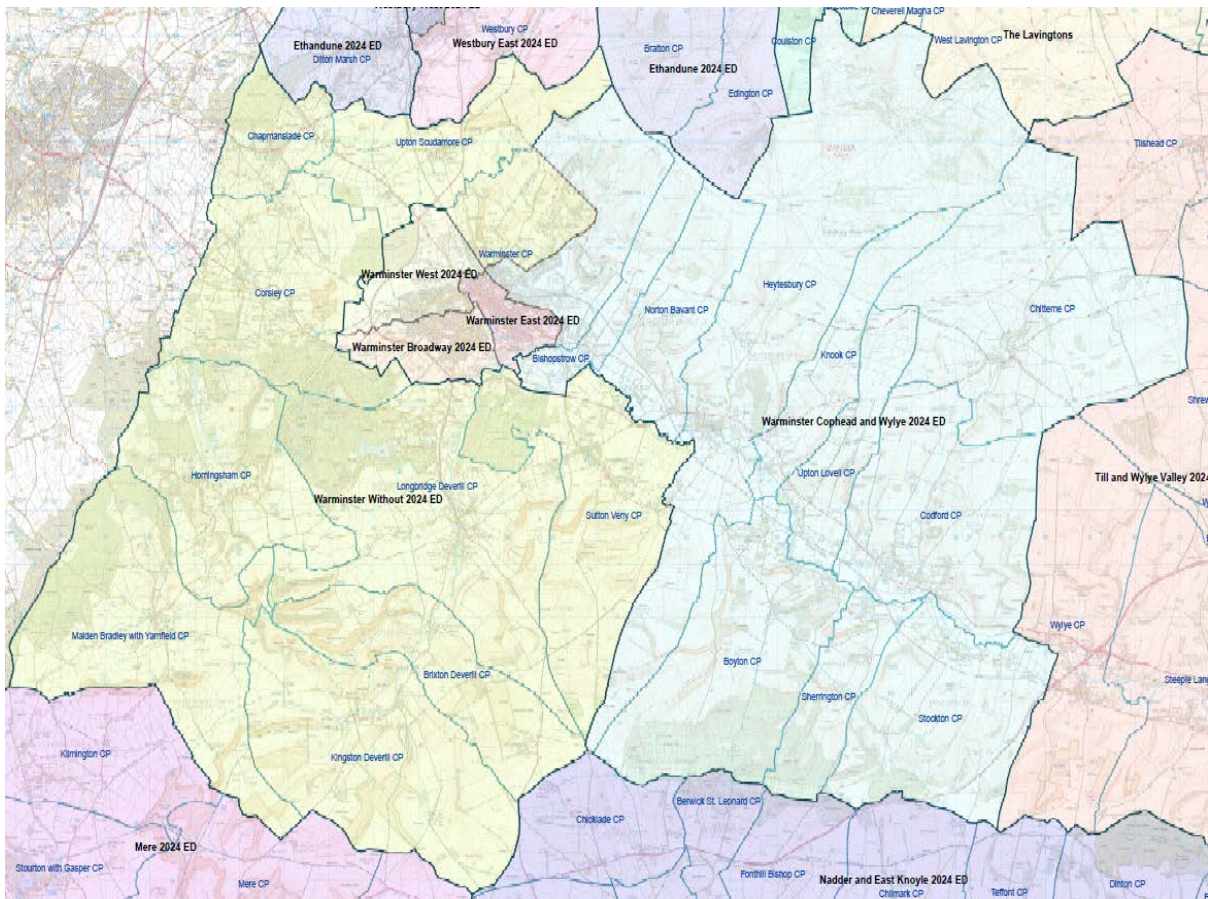 Cheverell Magna CP
Westbury CP
West Lavington CP
The Lavingtons
Ethandune 2024 ED
Westbury East 2024 ED
Bratton CP
Coulston CP
Dilton Marsh CP
Ethandune 2024 ED
Edington CP
Chapmanslade CP
Upton Scudamore CP
Tilshead CP
Warminster CP
Warminster West 2024 ED
Corsley CP
Heytesbury CP
Norton Bavant CP
Chitterne CP
Warminster East 2024 ED
Warminster Broadway 2024 ED
Bishopstrow CP
Knook CP
Warminster Cophead and Wylye 2024 ED
Horningsham CP
Longbridge Deverill CP
Upton Lovell CP
Till and Wylye Valley 2024
Warminster Without 2024 ED
Sutton Veny CP
Codford CP
Wylye CP
Maiden Bradley with Yarnfield CP
Boyton CP
Brixton Deverill CP
Steeple Lang
Sherrington CP
Stockton CP
Kilmington CP
Kingston Deverill CP
Berwick St. Leonard CP
Chicklade CP
Mere 2024 ED
Stourton with Gasper CP
Mere CP
Fonthill Bishop CP
Nadder and East Knoyle 2024 ED
Dinton CP
Chilmark CP
Teffont CP